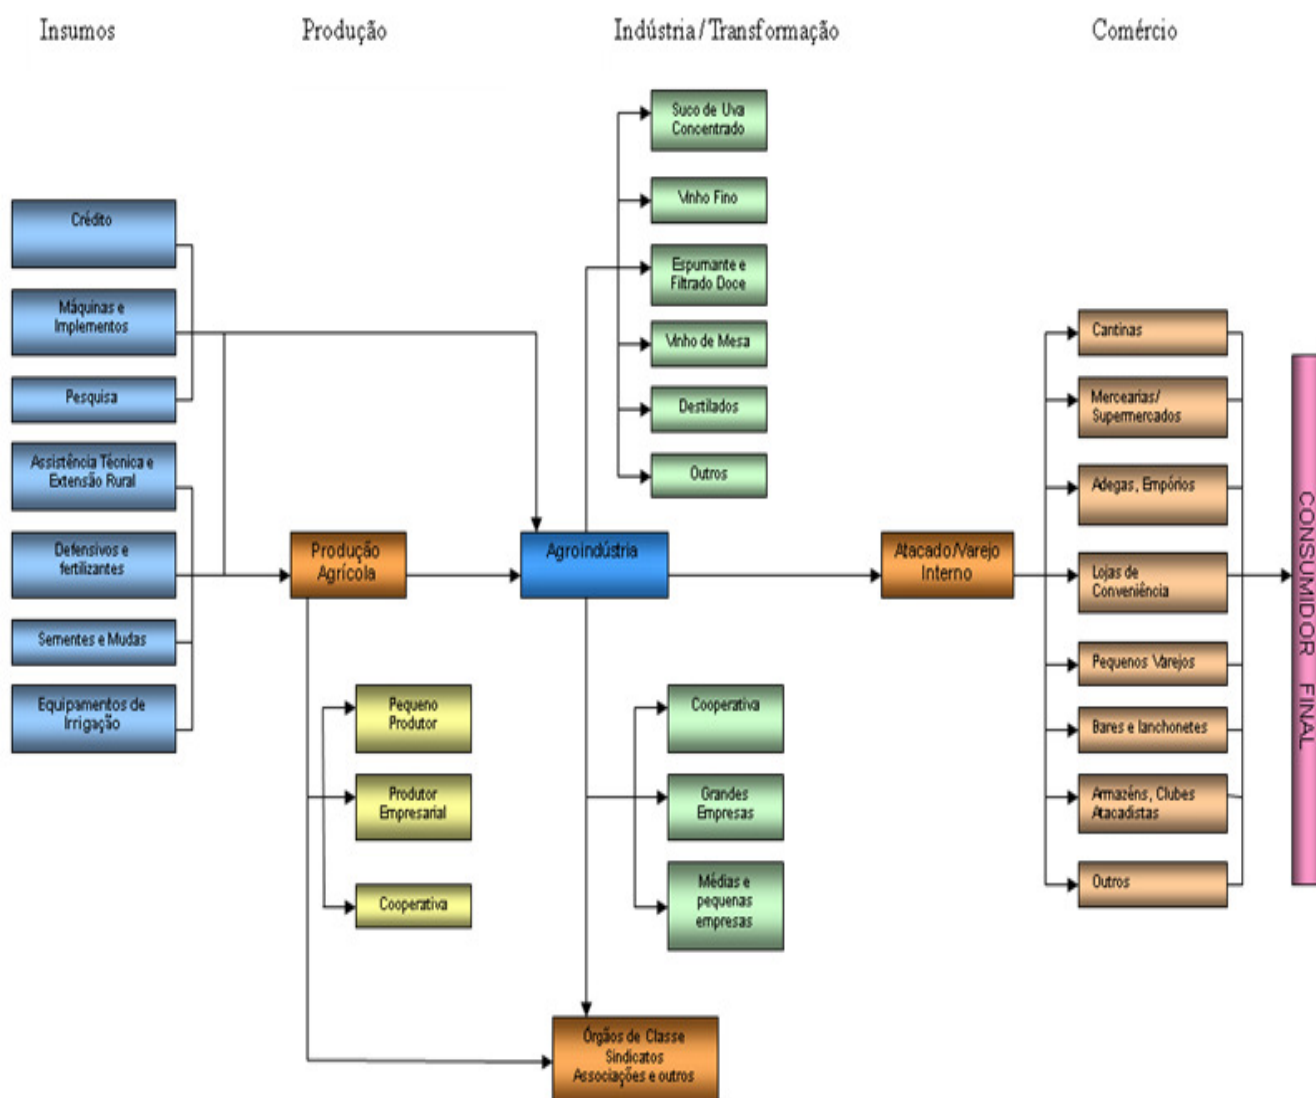 Insumos
Produção
Indústria / Transformação
Comércio
Crédito
Máquinas e
Implementos
Pesquisa
Assistência Técnica e
Extensão Rural
Defensivos e
fertilizantes
Sementes e Mudas
Equipamentos de
Irrigação
Produção
Agrícola
Pequeno
Produtor
Produtor
Empresarial
Cooperativa
Suco de Uva
Concentrado
Vinho Fino
Espumante e
Filtrado Doce
Vinho de Mesa
Destilados
Outros
Agroindústria
Cooperativa
Grandes
Empresas
Médias e
pequenas
empresas
Órgãos de Classe
Sindicatos
Associações e outros
Atacado/Varejo
Interno
Cantinas
Mercearias/
Supermercados
Adegas, Empórios
Lojas de
Conveniência
Pequenos Varejos
Bares e lanchonetes
Armazéns, Clubes
Atacadistas
Outros
CONSUMIDOR FINAL